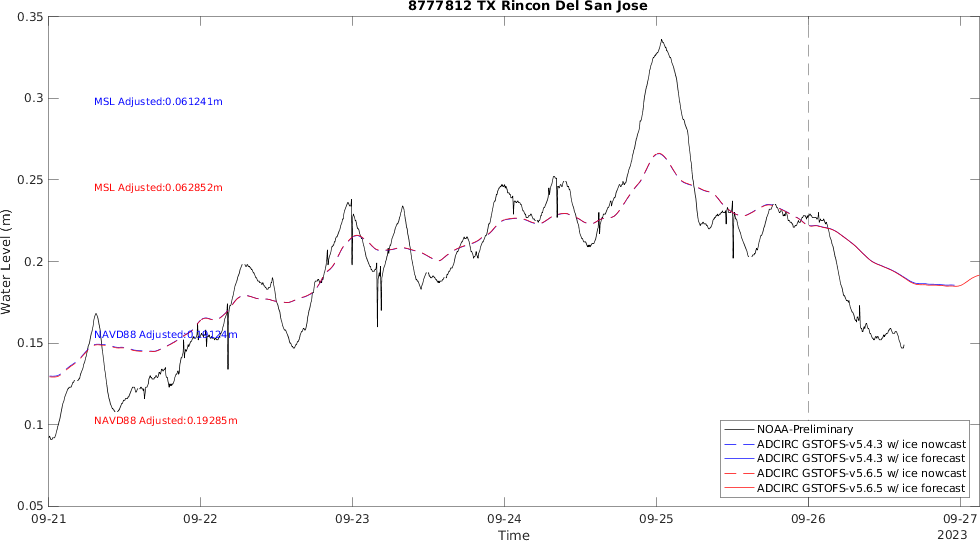 8777812 TX Rincon Del San Jose
0.35
0.3
0.25
0.2
0.15
0.1
0.05
Water Level (m)
MSL Adjusted:0.061241m
MSL Adjusted:0.062852m
NAVD88
NAVD88 Adjusted:0.19285m
NOAA-Preliminary
ADCIRC GSTOFS-v5.4.3 w/ ice nowcast
ADCIRC GSTOFS-v5.4.3 w/ ice forecast
ADCIRC GSTOFS-v5.6.5 w/ ice nowcast
ADCIRC GSTOFS-v5.6.5 w/ ice forecast
09-21 09-22 09-23 09-24 09-25 09-26 09-27
Time
2023